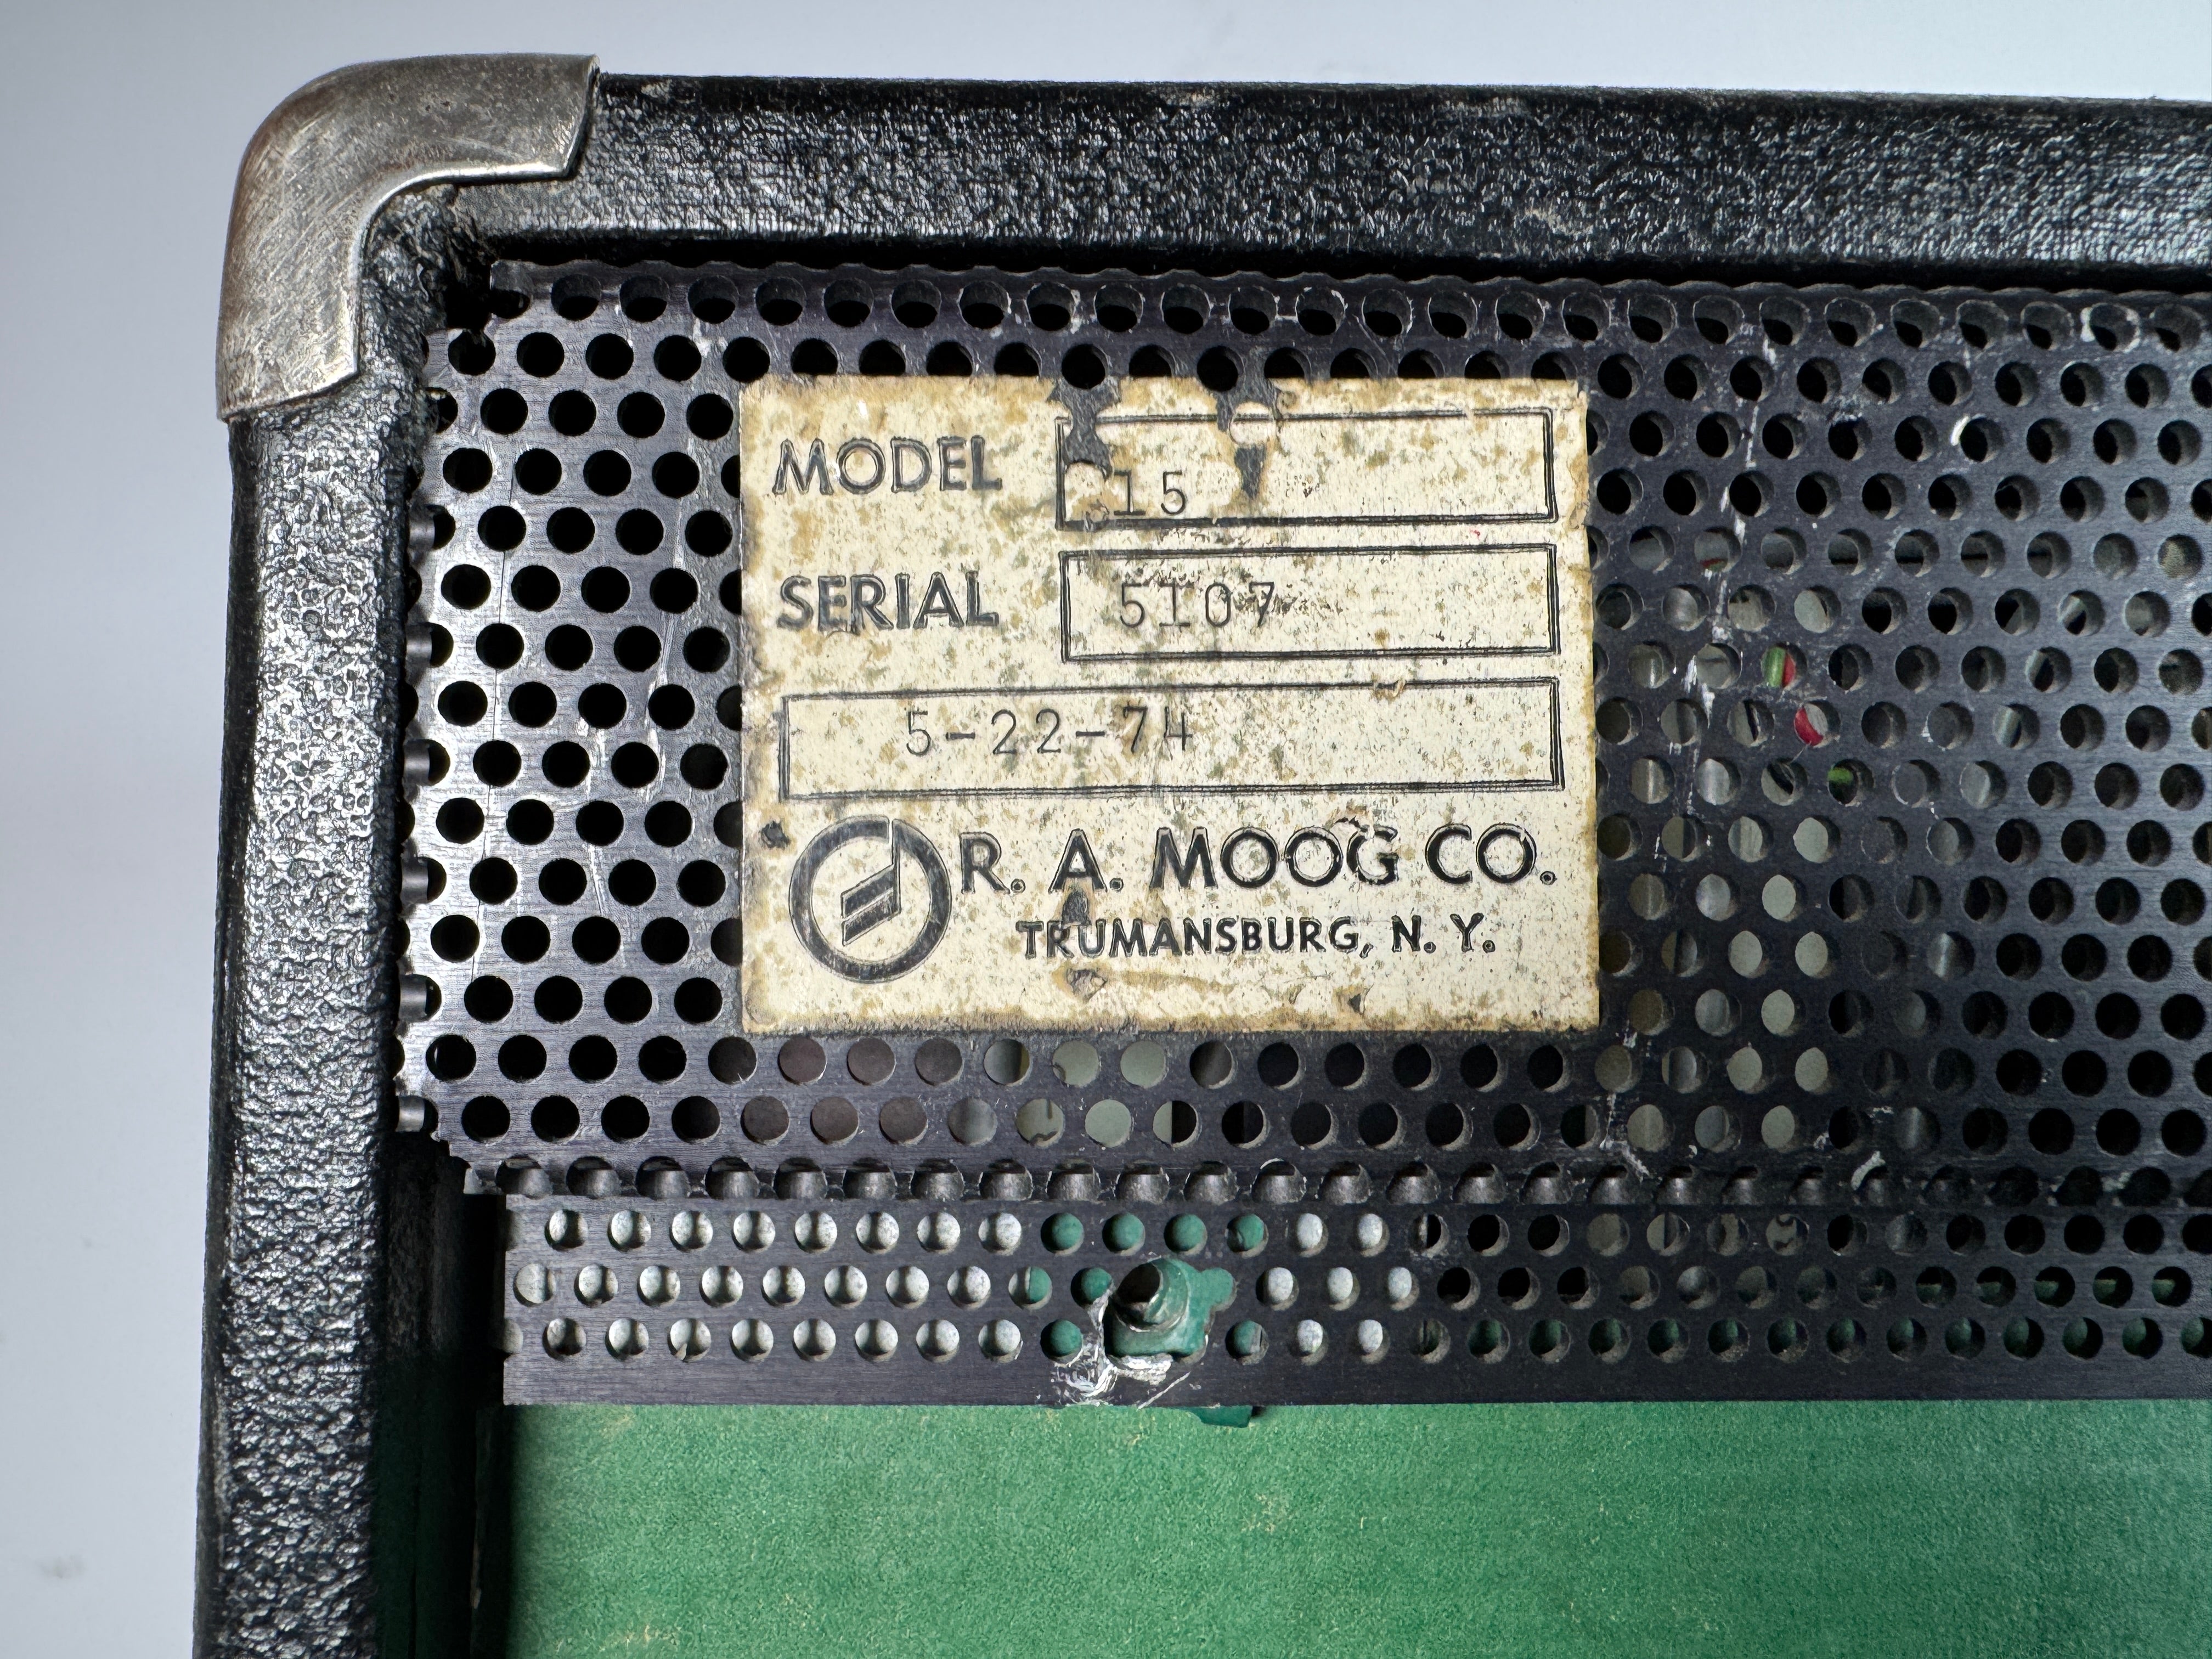 MODEL 15
SERIAL 5107
5-22-74
R. A. MOOG CO.
TRUMANSBURG, N. Y.